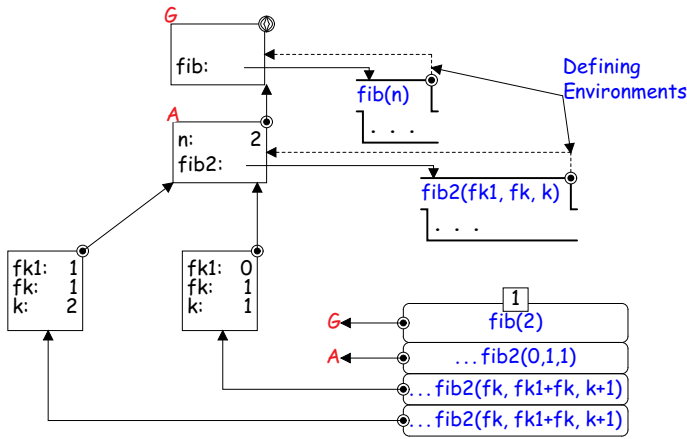 G
fib:
Defining
Environments
fib(n)
. . .
A
n: 2
fib2:
fib2(fk1, fk, k)
. . .
fk1: 1
fk: 1
k: 2
fk1: 0
fk: 1
k: 1
1
G
fib(2)
A
...fib2(0,1,1)
...fib2(fk, fk1+fk, k+1)
...fib2(fk, fk1+fk, k+1)